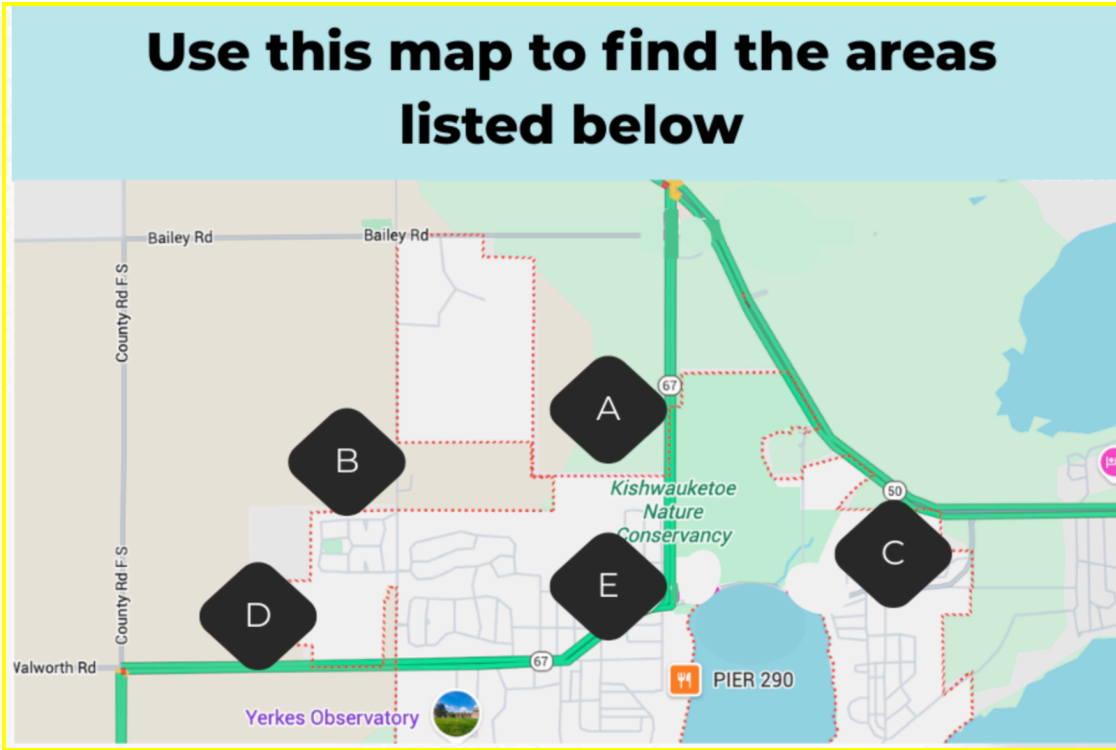 Use this map to find the areas
listed below
Bailey Rd
Bailey Rd
County Rd F S
67
A
B
Kishwauketoe
Nature
Conservancy
50
C
E
County Rd F S
D
Walworth Rd
67
PIER 290
Yerkes Observatory